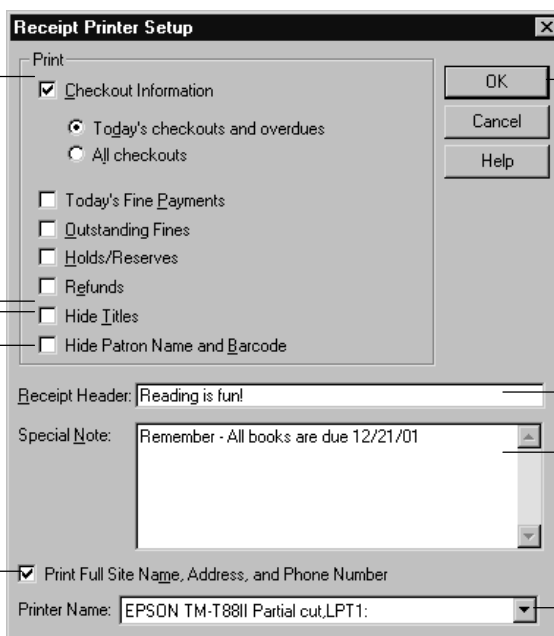 Receipt Printer Setup
Print
Checkout Information
Today's checkouts and overdues
All checkouts
Today's Fine Payments
Outstanding Fines
Holds/Reserves
Refunds
Hide Titles
Hide Patron Name and Barcode
OK
Cancel
Help
Receipt Header: Reading is fun!
Special Note: Remember - All books are due 12/21/01
Print Full Site Name, Address, and Phone Number
Printer Name: EPSON TM-T88II Partial cut,LPT1: